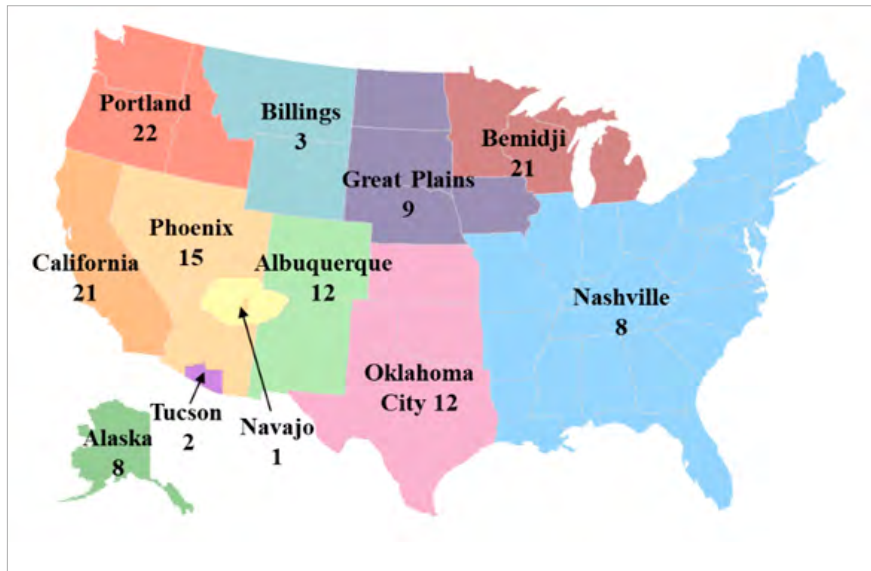 Portland
22
Billings
3
Bemidji
21
Great Plains
9
Phoenix
15
California
21
Albuquerque
12
Nashville
8
Oklahoma
City 12
Tucson
2
Navajo
1
Alaska
8